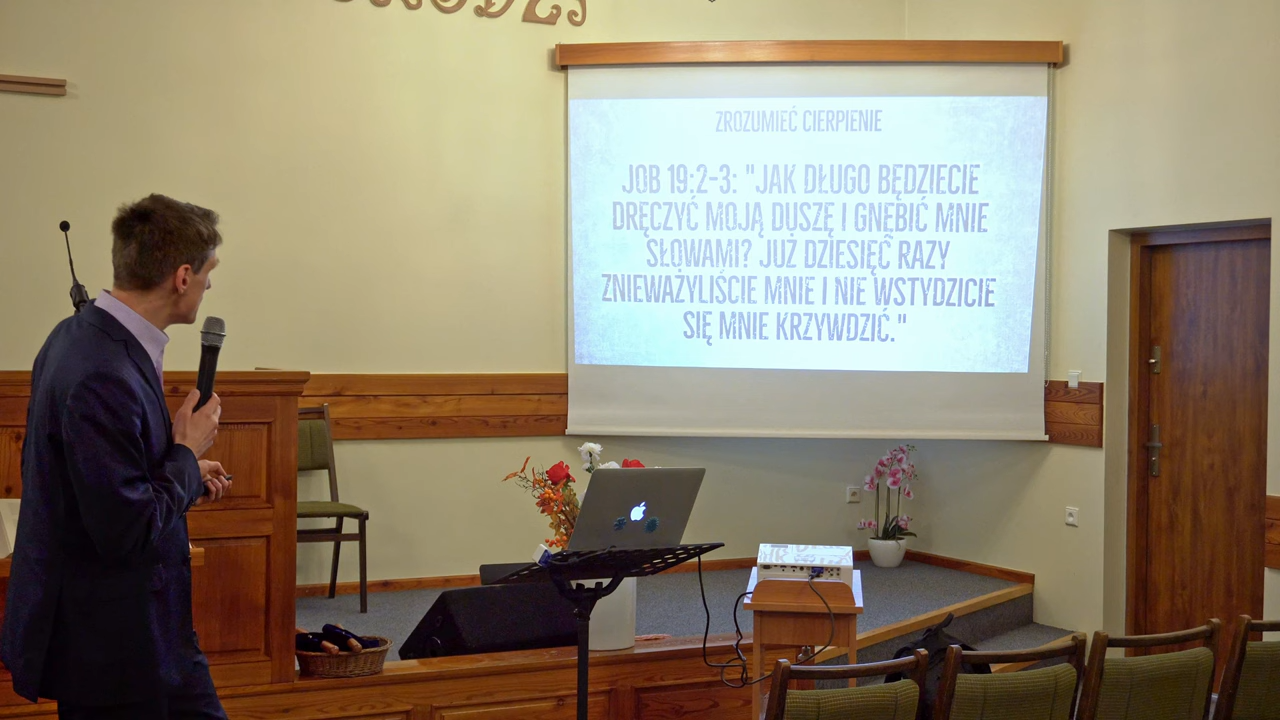 ZROZUMIEĆ CIERPIENIE
JOB 19:2-3: "JAK DŁUGO BĘDZIECIE
DRĘCZYĆ MOJĄ DUSZĘ I GNĘBIĆ MNIE
SŁOWAMI? JUŻ DZIESIĘĆ RAZY
ZNIEWAŻYLIŚCIE MNIE I NIE WSTYDZICIE
SIĘ MNIE KRZYWDZIĆ."